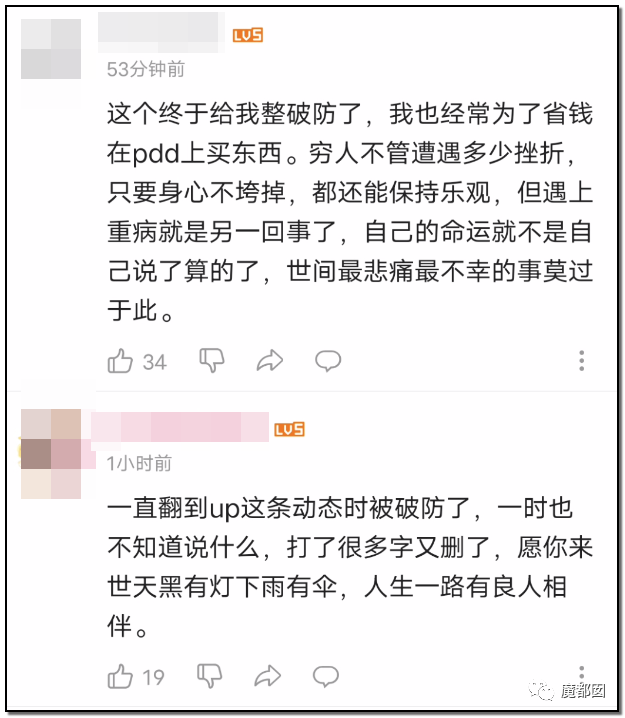 LV5
53分钟前
这个终于给我整破防了，我也经常为了省钱
在pdd上买东西。穷人不管遭遇多少挫折，
只要身心不垮掉，都还能保持乐观，但遇上
重病就是另一回事了，自己的命运就不是自
己说了算的了，世间最悲痛最不幸的事莫过
于此。
34
LV5
1小时前
一直翻到up这条动态时被破防了，一时也
不知道说什么，打了很多字又删了，愿你来
世天黑有灯下雨有伞，人生一路有良人相
伴。
19
魔都囡